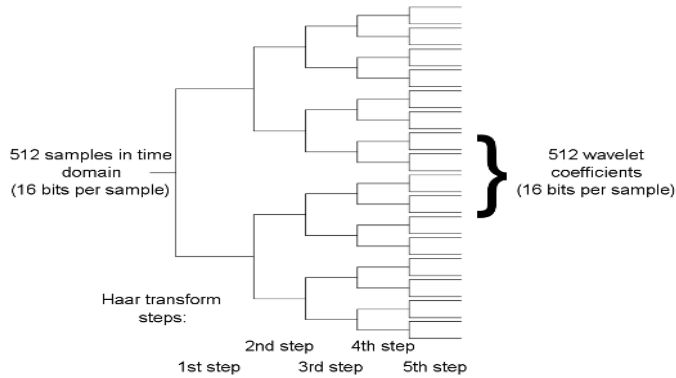 512 samples in time
domain
(16 bits per sample)
512 wavelet
coefficients
(16 bits per sample)
Haar transform
steps:
2nd step
4th step
1st step
3rd step
5th step